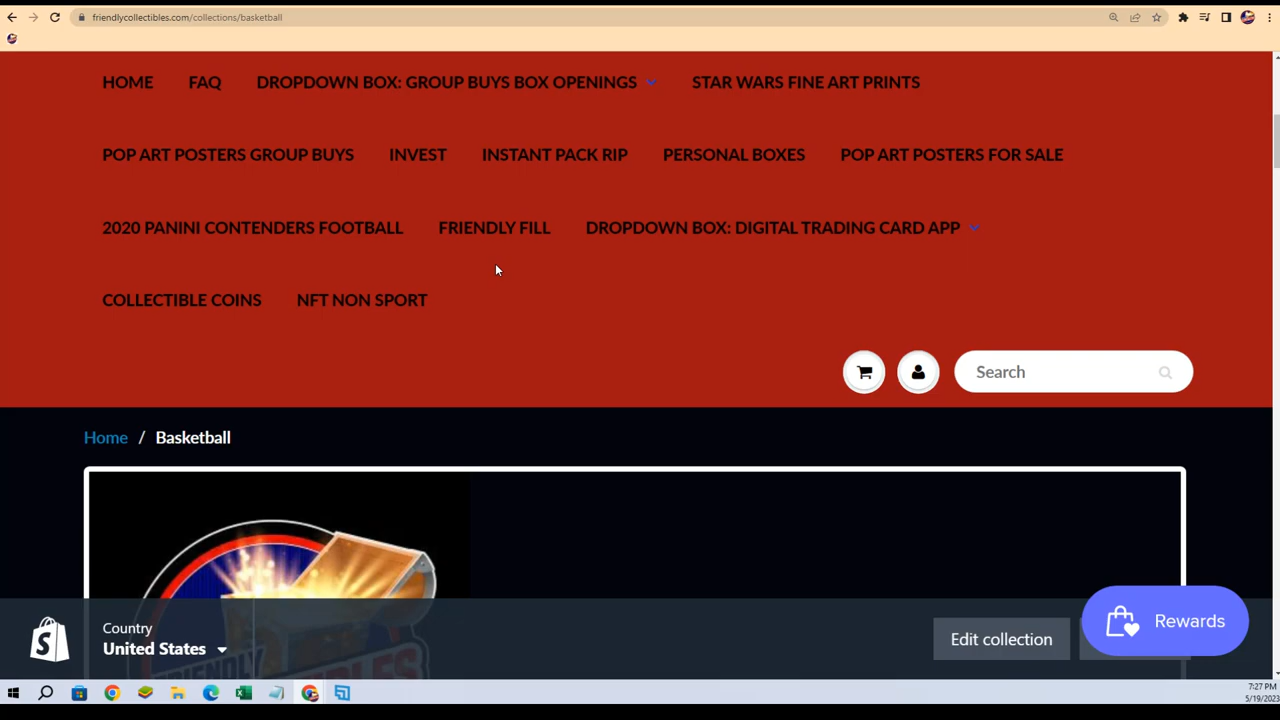 friendlycollectibles.com/collections/basketball
HOME FAQ DROPDOWN BOX: GROUP BUYS BOX OPENINGS STAR WARS FINE ART PRINTS
POP ART POSTERS GROUP BUYS INVEST INSTANT PACK RIP PERSONAL BOXES POP ART POSTERS FOR SALE
2020 PANINI CONTENDERS FOOTBALL FRIENDLY FILL DROPDOWN BOX: DIGITAL TRADING CARD APP
COLLECTIBLE COINS NFT NON SPORT
Search
Home / Basketball
Country
United States
Edit collection
Rewards
7:27 PM
5/19/2023